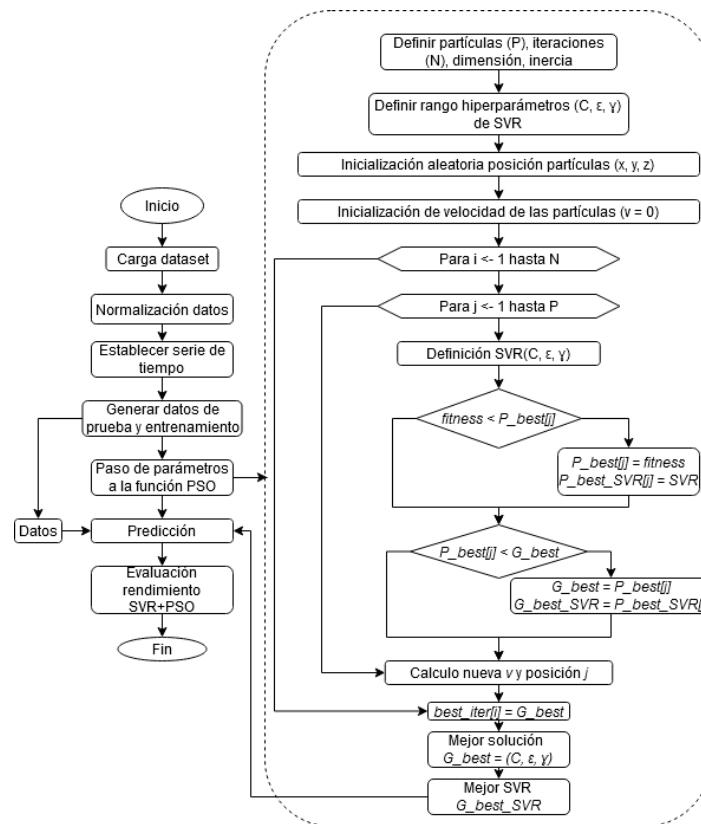 Inicio
Carga dataset
Normalización datos
Establecer serie de
tiempo
Generar datos de
prueba y entrenamiento
Paso de parámetros
a la función PSO
Datos
Predicción
Evaluación
rendimiento
SVR+PSO
Fin
Definir partículas (P), iteraciones
(N), dimensión, inercia
Definir rango hiperparámetros (C, ε, ɣ)
de SVR
Inicialización aleatoria posición partículas (x, y, z)
Inicialización de velocidad de las partículas (v = 0)
Para i <- 1 hasta N
Para j <- 1 hasta P
Definición SVR(C, ε, ɣ)
fitness < P_best[j]
P_best[j] = fitness
P_best_SVR[j] = SVR
P_best[j] < G_best
G_best = P_best[j]
G_best_SVR = P_best_SVR[
Calculo nueva v y posición j
best_iter[i] = G_best
Mejor solución
G_best = (C, ε, ɣ)
Mejor SVR
G_best_SVR